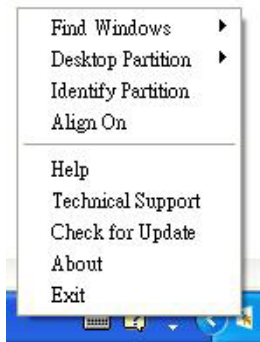 Find Windows
Desktop Partition
Identify Partition
Align On
Help
Technical Support
Check for Update
About
Exit